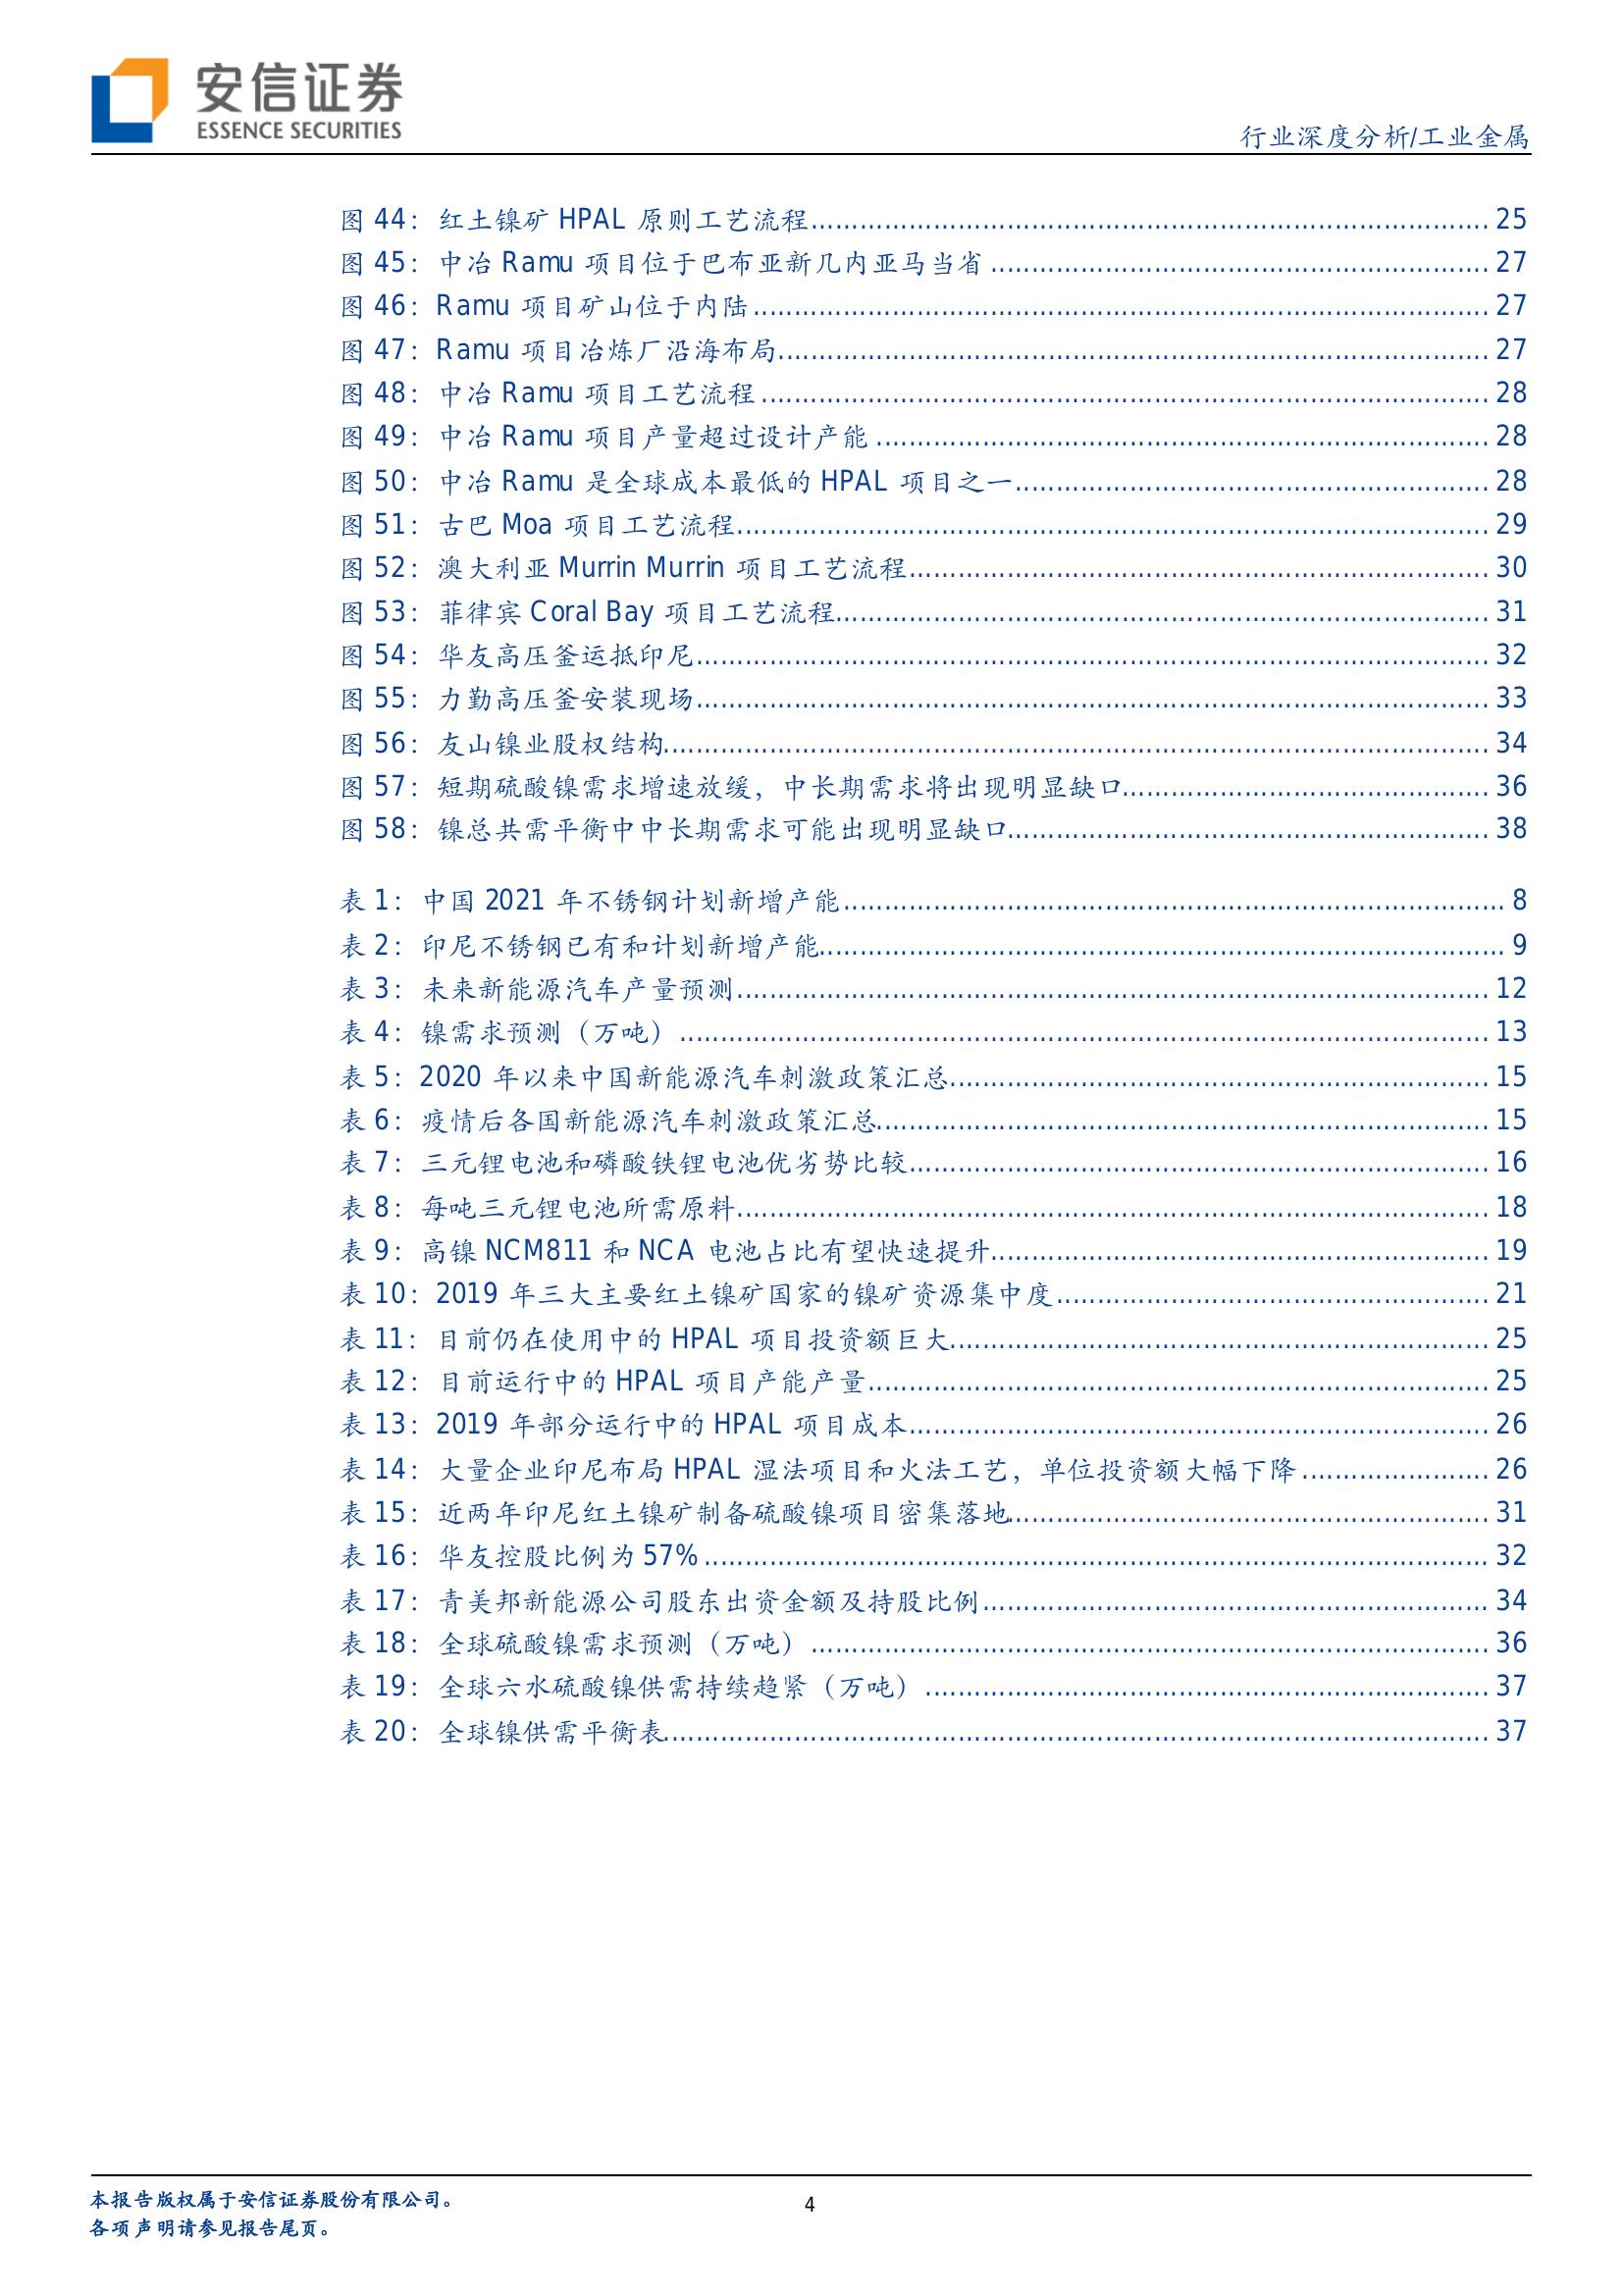 安信证券
ESSENCE SECURITIES
行业深度分析/工业金属
图 44：红土镍矿 HPAL 原则工艺流程 25
图 45：中冶 Ramu 项目位于巴布亚新几内亚马当省 27
图 46：Ramu 项目矿山位于内陆 27
图 47：Ramu 项目冶炼厂沿海布局 27
图 48：中冶 Ramu 项目工艺流程 28
图 49：中冶 Ramu 项目产量超过设计产能 28
图 50：中冶 Ramu 是全球成本最低的 HPAL 项目之一 28
图 51：古巴 Moa 项目工艺流程 29
图 52：澳大利亚 Murrin Murrin 项目工艺流程 30
图 53：菲律宾 Coral Bay 项目工艺流程 31
图 54：华友高压釜运抵印尼 32
图 55：力勤高压釜安装现场 33
图 56：友山镍业股权结构 34
图 57：短期硫酸镍需求增速放缓，中长期需求将出现明显缺口 36
图 58：镍总共需平衡中中长期需求可能出现明显缺口 38
表 1：中国 2021 年不锈钢计划新增产能 8
表 2：印尼不锈钢已有和计划新增产能 9
表 3：未来新能源汽车产量预测 12
表 4：镍需求预测（万吨） 13
表 5：2020 年以来中国新能源汽车刺激政策汇总 15
表 6：疫情后各国新能源汽车刺激政策汇总 15
表 7：三元锂电池和磷酸铁锂电池优劣势比较 16
表 8：每吨三元锂电池所需原料 18
表 9：高镍 NCM811 和 NCA 电池占比有望快速提升 19
表 10：2019 年三大主要红土镍矿国家的镍矿资源集中度 21
表 11：目前仍在使用中的 HPAL 项目投资额巨大 25
表 12：目前运行中的 HPAL 项目产能产量 25
表 13：2019 年部分运行中的 HPAL 项目成本 26
表 14：大量企业印尼布局 HPAL 湿法项目和火法工艺，单位投资额大幅下降 26
表 15：近两年印尼红土镍矿制备硫酸镍项目密集落地 31
表 16：华友控股比例为 57% 32
表 17：青美邦新能源公司股东出资金额及持股比例 34
表 18：全球硫酸镍需求预测（万吨） 36
表 19：全球六水硫酸镍供需持续趋紧（万吨） 37
表 20：全球镍供需平衡表 37
本报告版权属于安信证券股份有限公司。
4
各项声明请参见报告尾页。